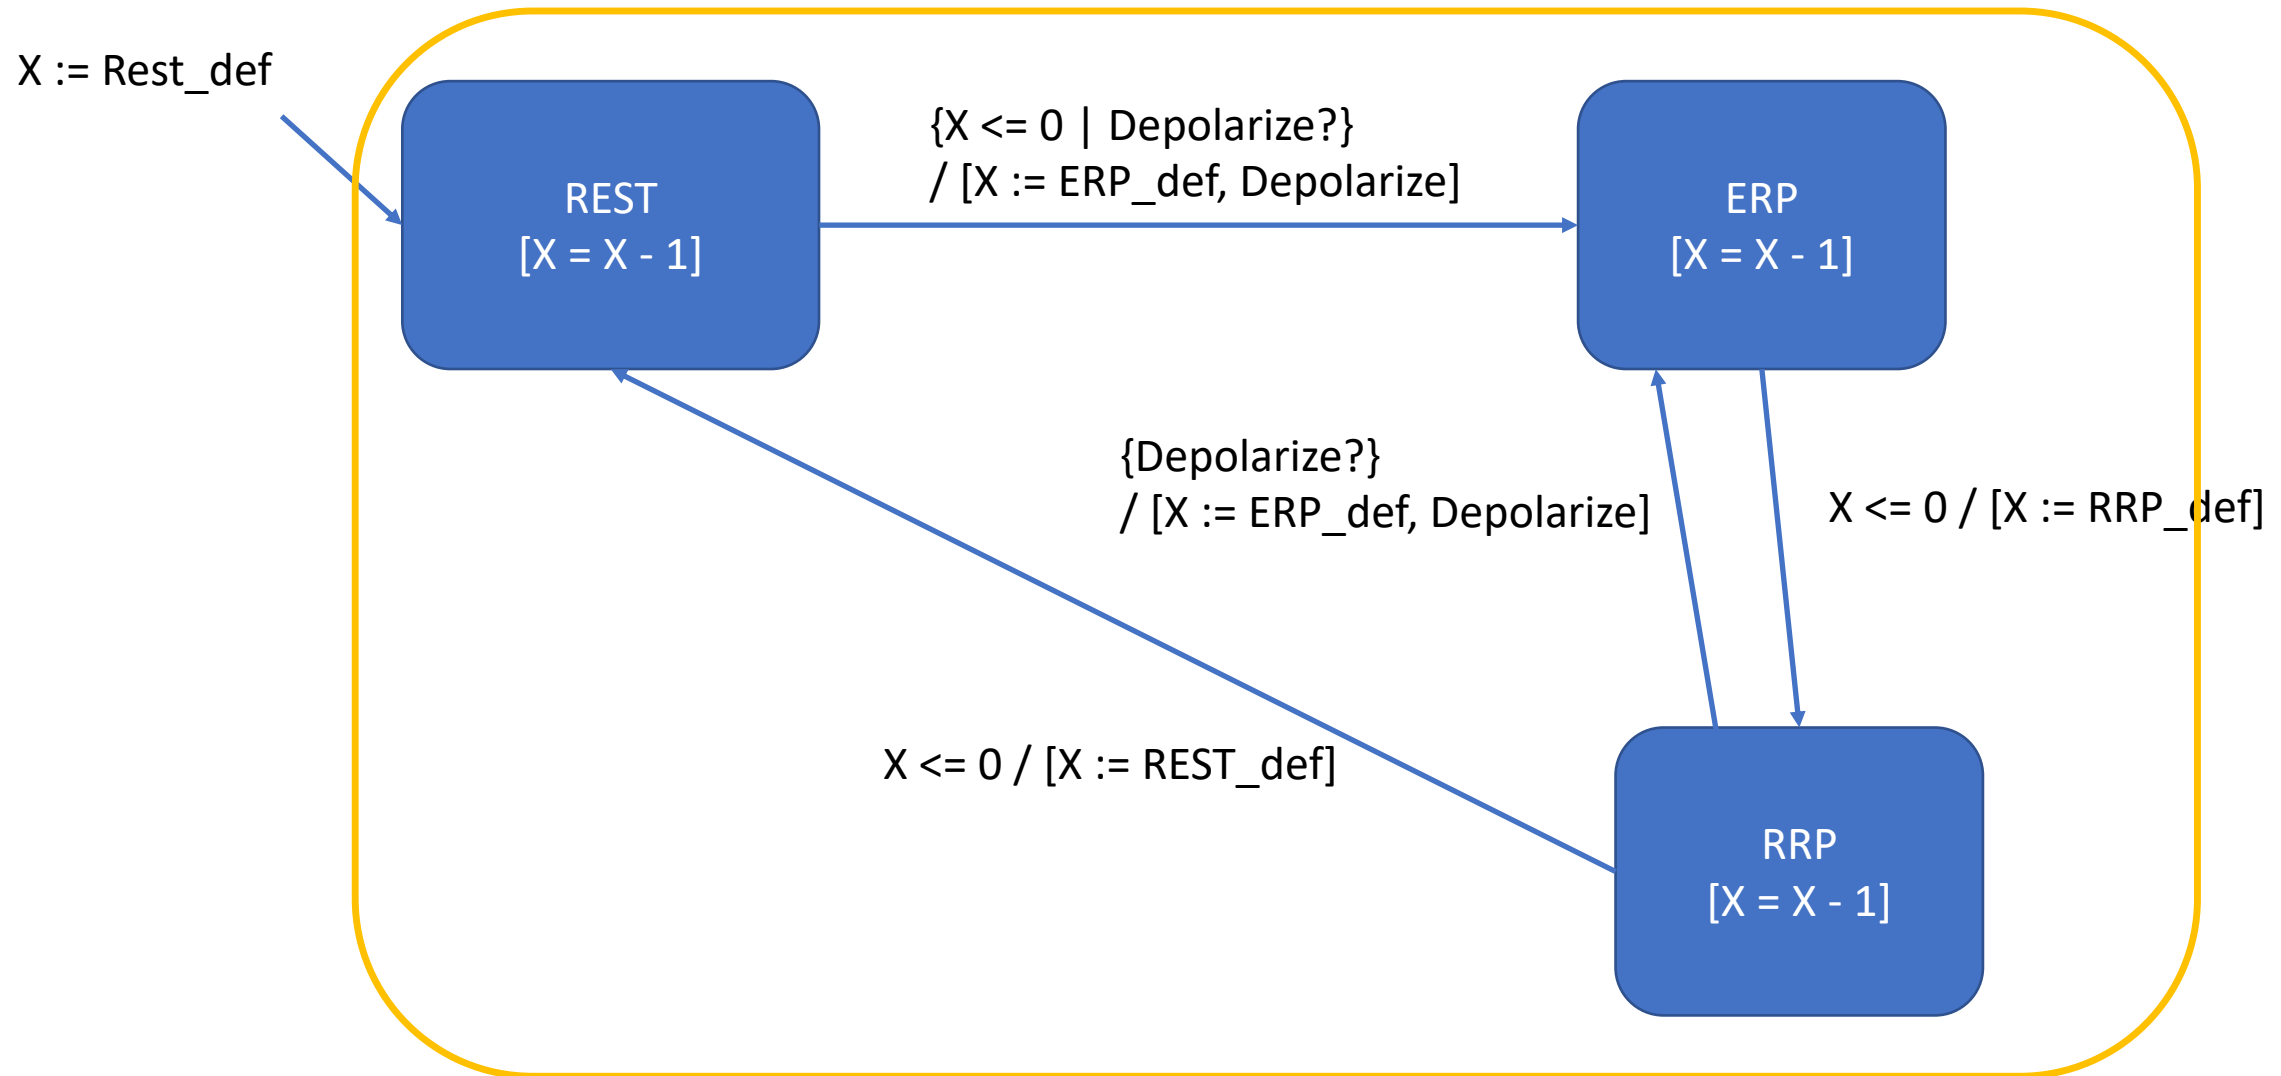 X := Rest_def
REST
[X = X - 1]
{X <= 0 | Depolarize?}
/ [X := ERP_def, Depolarize]
ERP
[X = X - 1]
{Depolarize?}
/ [X := ERP_def, Depolarize]
X <= 0 / [X := RRP_def]
X <= 0 / [X := REST_def]
RRP
[X = X - 1]